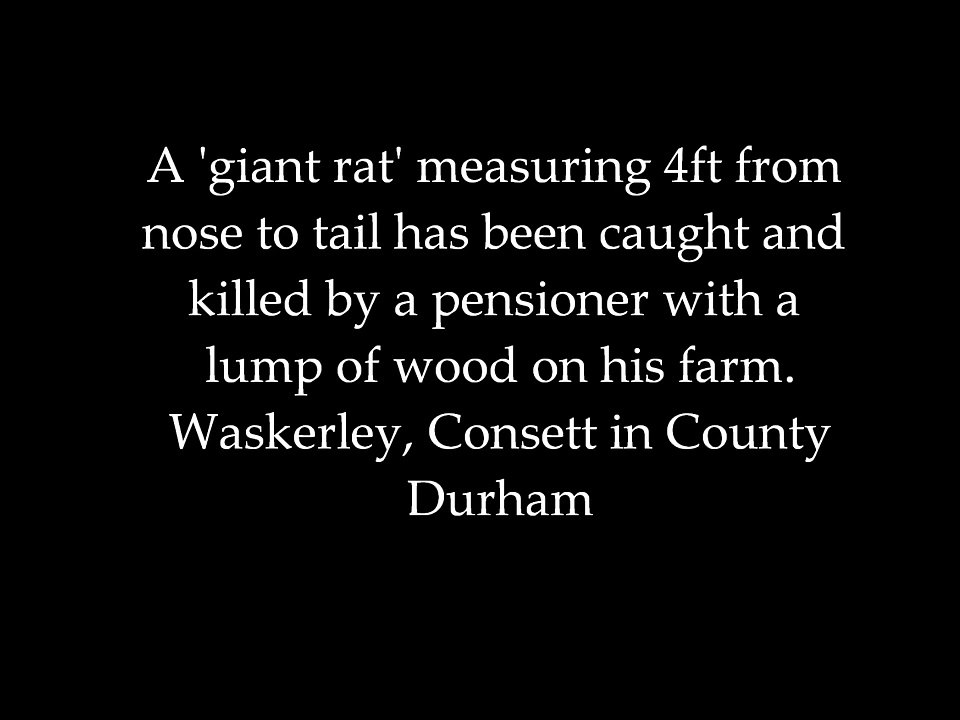 A 'giant rat' measuring 4ft from
nose to tail has been caught and
killed by a pensioner with a
lump of wood on his farm.
Waskerley, Consett in County
Durham